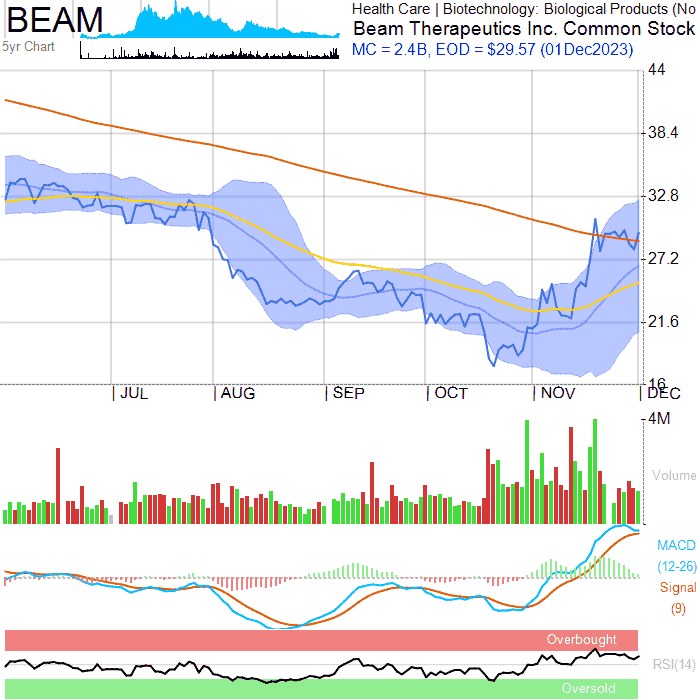 BEAM
5yr Chart
Health Care | Biotechnology: Biological Products (No
Beam Therapeutics Inc. Common Stock
MC = 2.4B, EOD = $29.57 (01Dec2023)
44
38.4
32.8
27.2
21.6
16
JUL
AUG
SEP
OCT
NOV
DEC
4M
Volume
MACD
(12-26)
Signal
(9)
Overbought
RSI(14)
Oversold